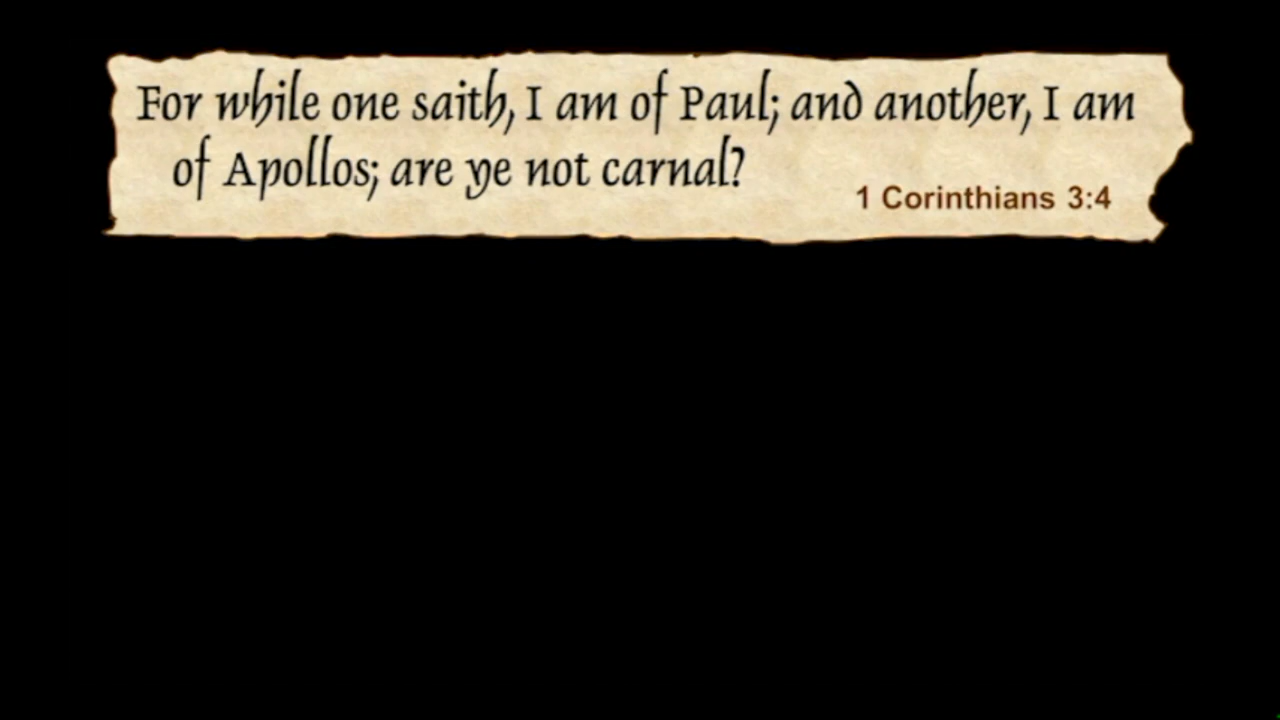 For while one saith, I am of Paul; and another, I am
of Apollos; are ye not carnal?
1 Corinthians 3:4